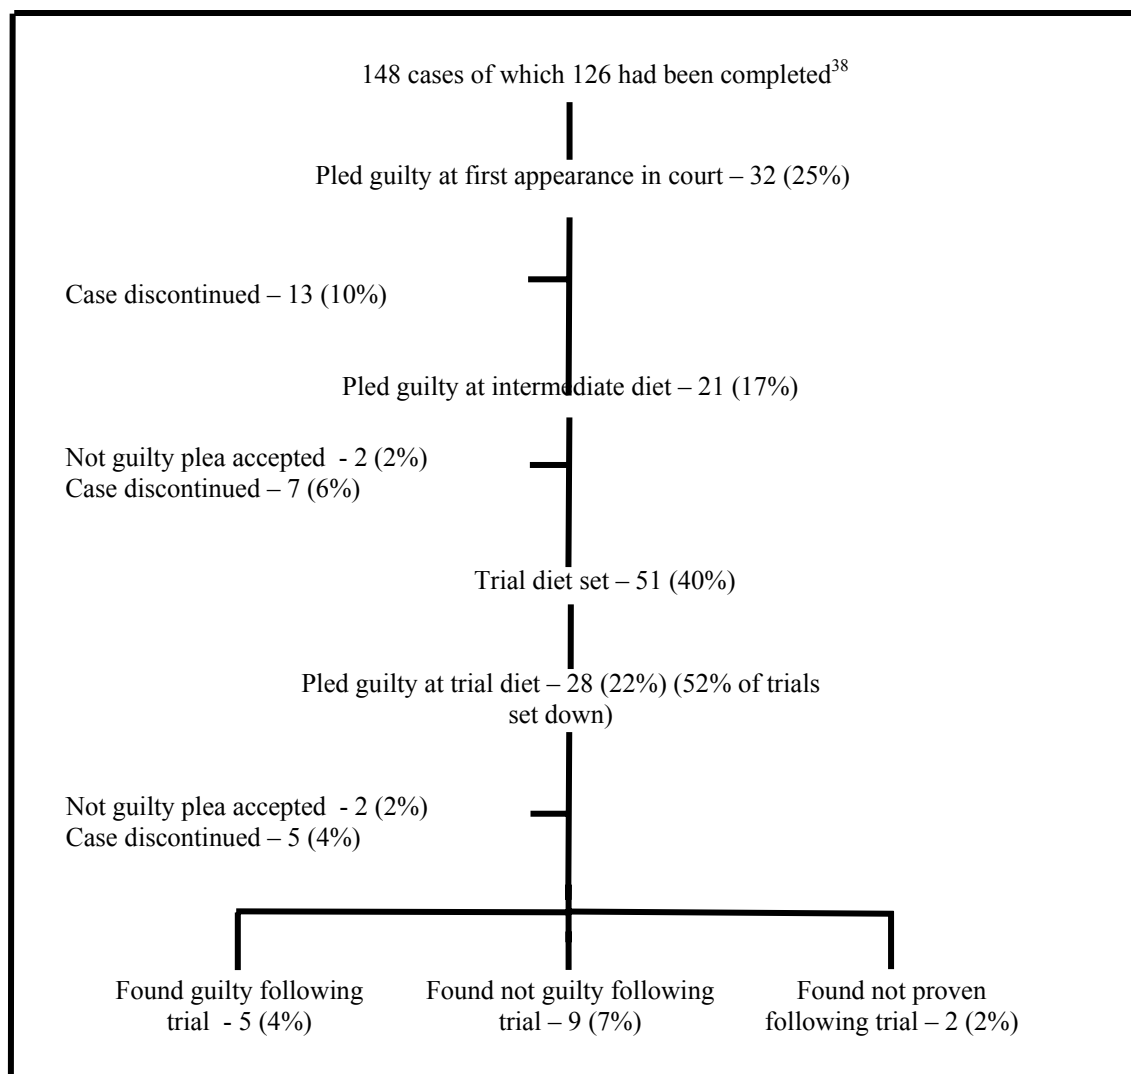 148 cases of which 126 had been completed38
Pled guilty at first appearance in court – 32 (25%)
Case discontinued – 13 (10%)
Pled guilty at intermediate diet – 21 (17%)
Not guilty plea accepted  - 2 (2%)
Case discontinued – 7 (6%)
Trial diet set – 51 (40%)
Pled guilty at trial diet – 28 (22%) (52% of trials
set down)
Not guilty plea accepted  - 2 (2%)
Case discontinued – 5 (4%)
Found guilty following
trial  - 5 (4%)
Found not guilty following
trial – 9 (7%)
Found not proven
following trial – 2 (2%)